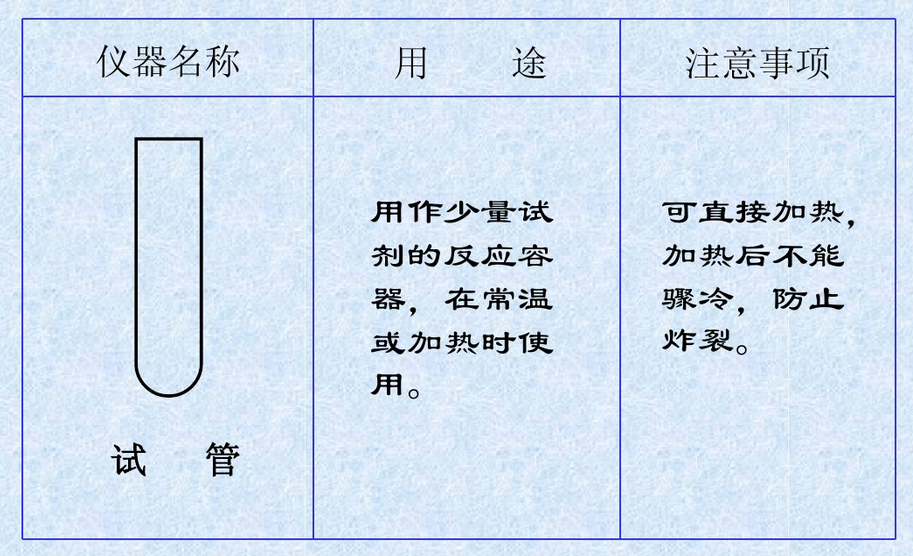 仪器名称
用 途
注意事项
试 管
用作少量试
剂的反应容
器，在常温
或加热时使
用。
可直接加热，
加热后不能
骤冷，防止
炸裂。